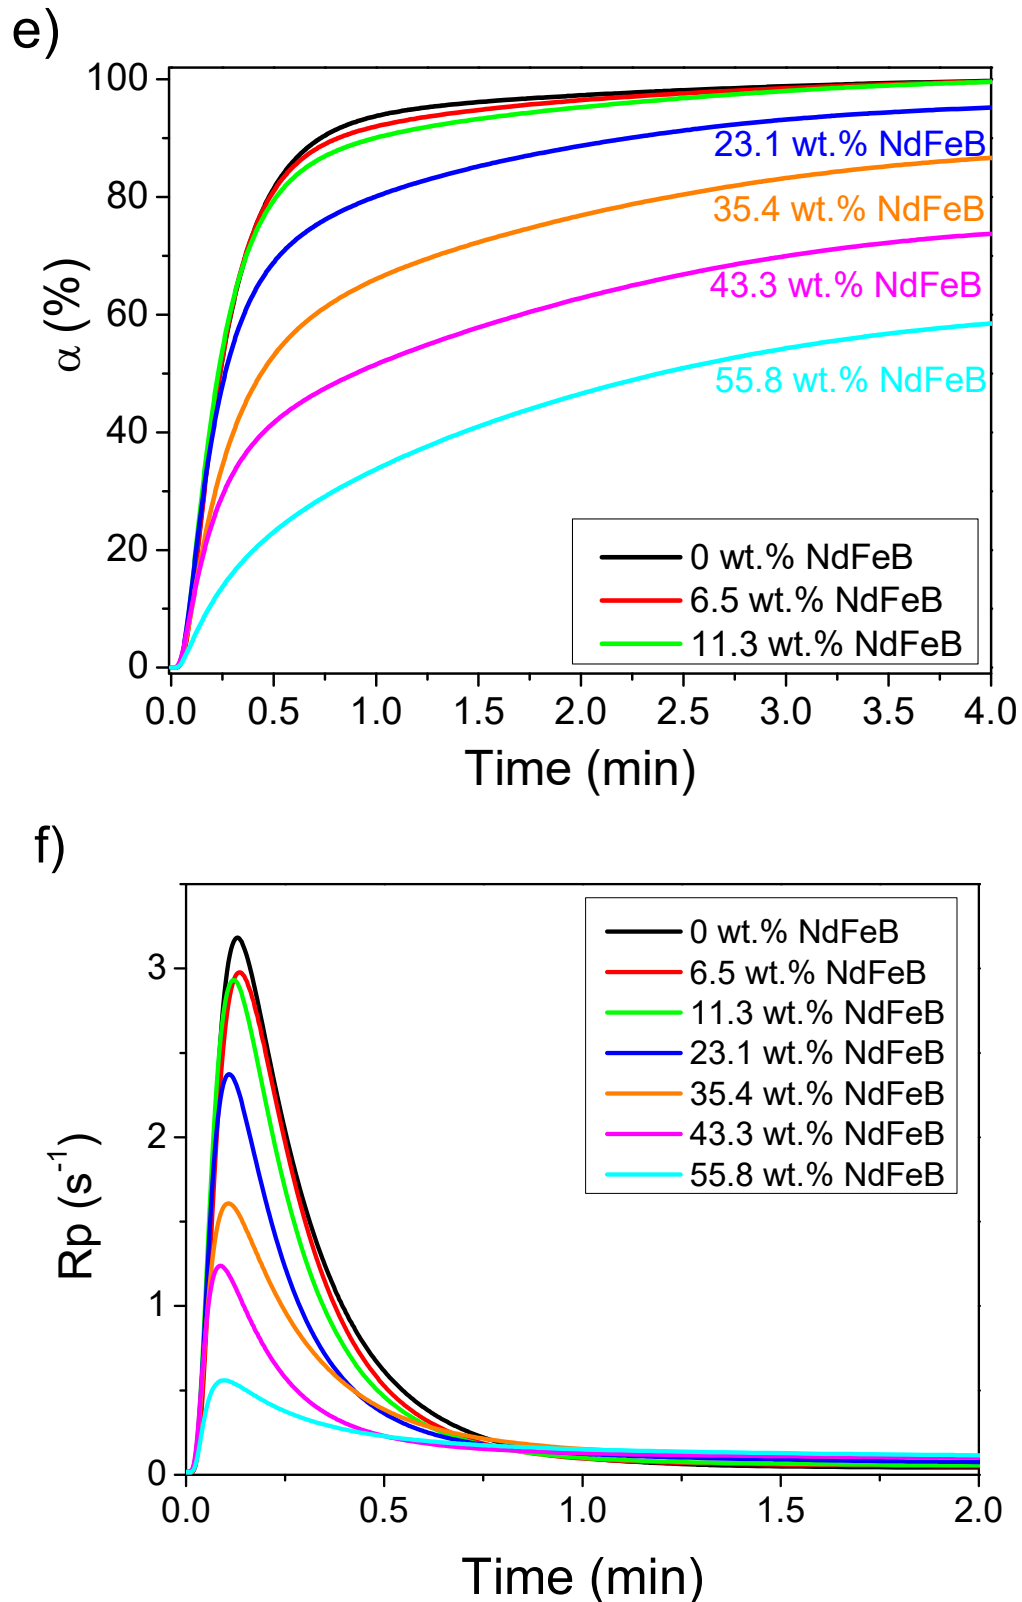 e)
100
80
60
40
20
0
α (%)
23.1 wt.% NdFeB
35.4 wt.% NdFeB
43.3 wt.% NdFeB
55.8 wt.% NdFeB
0 wt.% NdFeB
6.5 wt.% NdFeB
11.3 wt.% NdFeB
0.0 0.5 1.0 1.5 2.0 2.5 3.0 3.5 4.0
Time (min)
f)
3
2
1
0
Rp (s⁻¹)
0 wt.% NdFeB
6.5 wt.% NdFeB
11.3 wt.% NdFeB
23.1 wt.% NdFeB
35.4 wt.% NdFeB
43.3 wt.% NdFeB
55.8 wt.% NdFeB
0.0 0.5 1.0 1.5 2.0
Time (min)